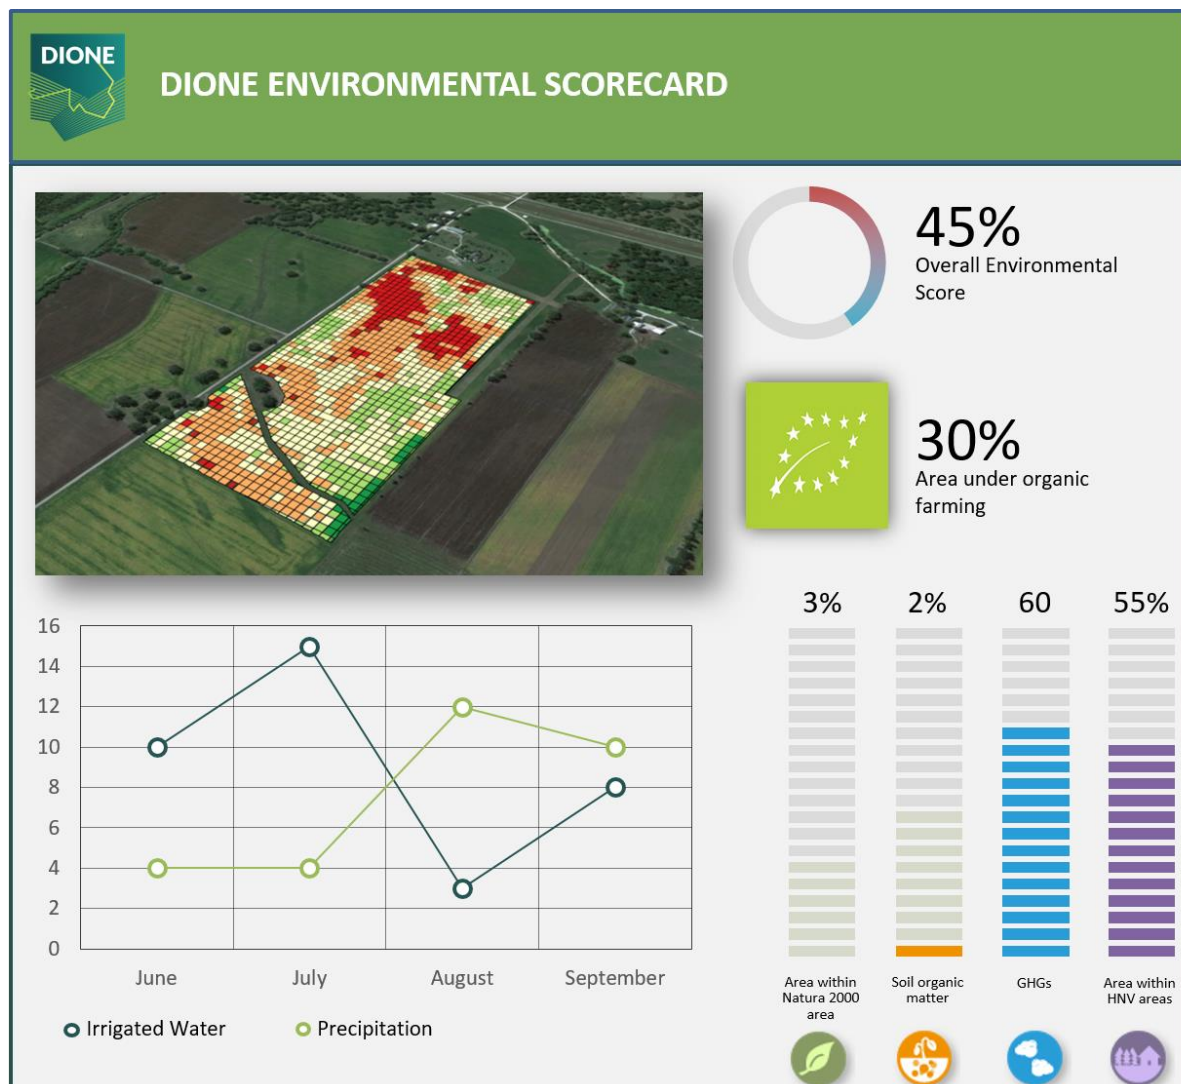 DIONE
DIONE ENVIRONMENTAL SCORECARD
45%
Overall Environmental
Score
30%
Area under organic
farming
16
14
12
10
8
6
4
2
0
June July August September
Irrigated Water Precipitation
3% 2% 60 55%
Area within
Natura 2000
area
Soil organic
matter
GHGs
Area within
HNV areas